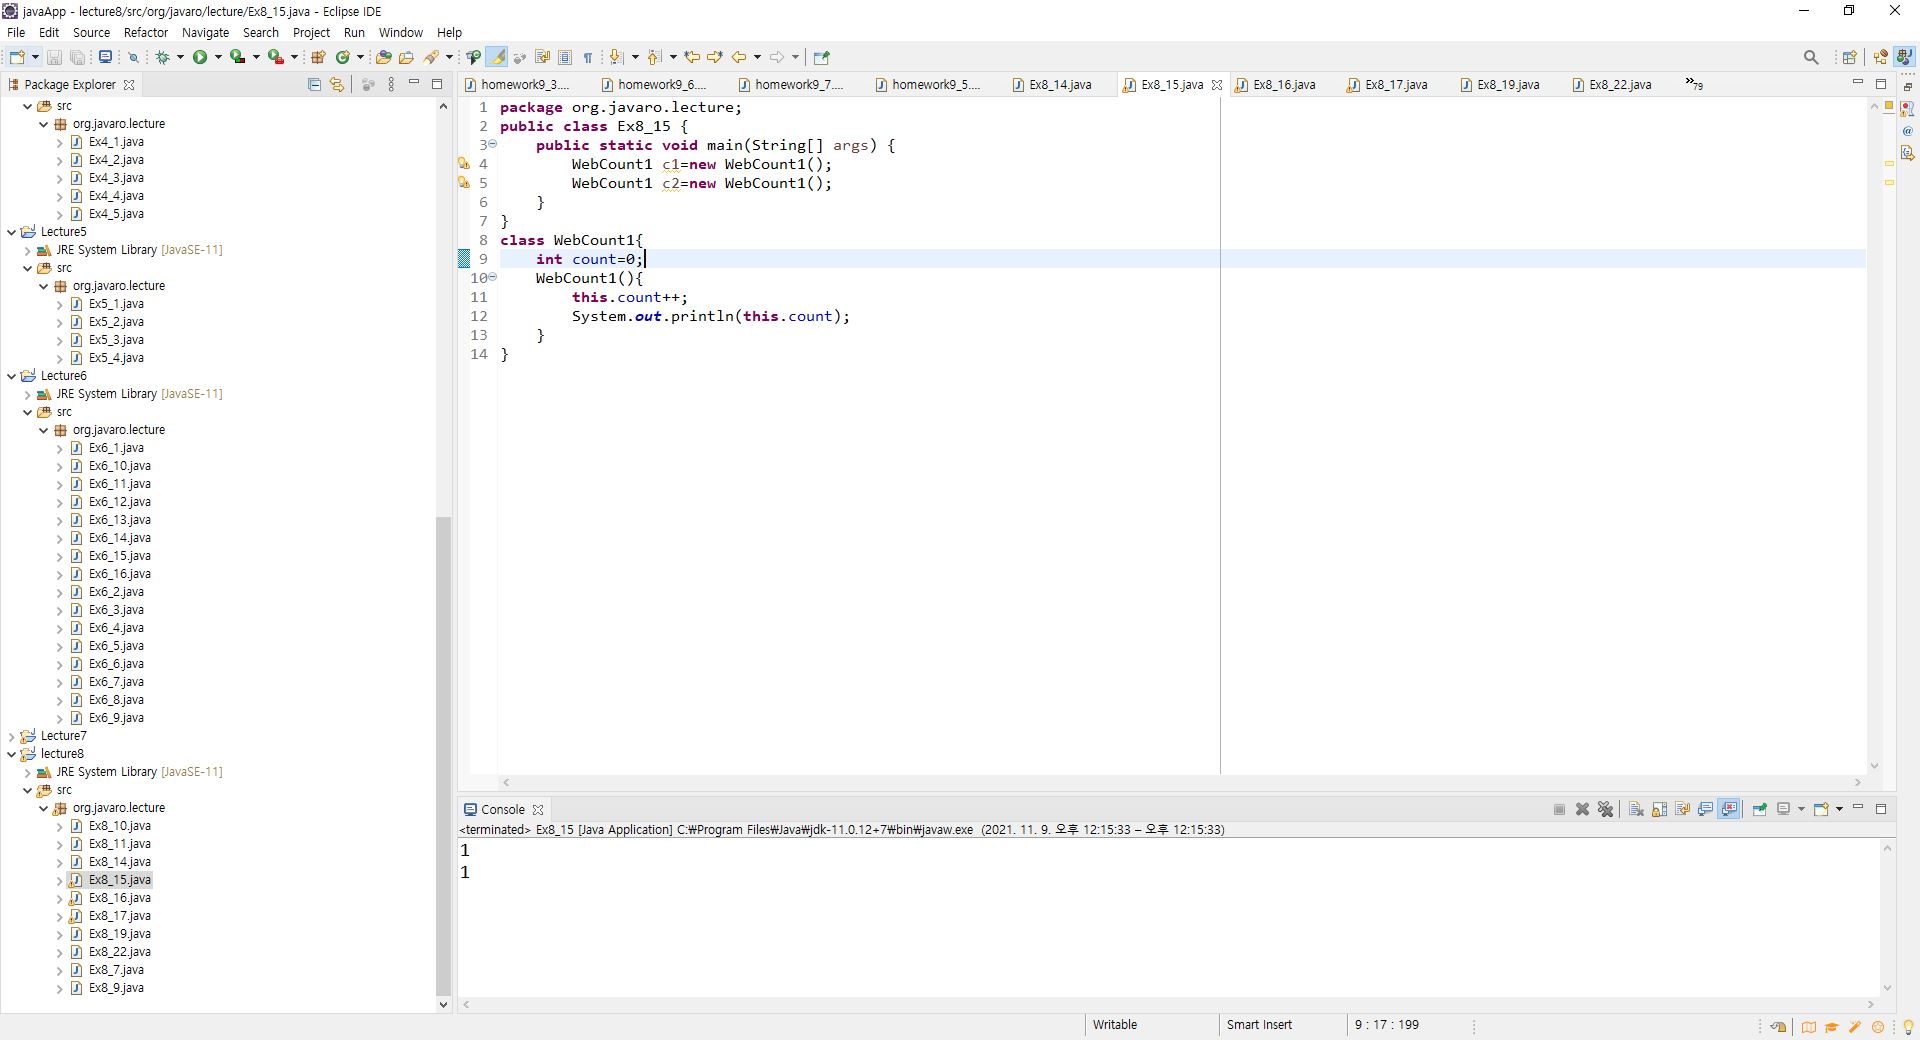 javaApp - lecture8/src/org/javaro/lecture/Ex8_15.java - Eclipse IDE
File Edit Source Refactor Navigate Search Project Run Window Help
Package Explorer
src
org.javaro.lecture
Ex4_1.java
Ex4_2.java
Ex4_3.java
Ex4_4.java
Ex4_5.java
Lecture5
JRE System Library [JavaSE-11]
src
org.javaro.lecture
Ex5_1.java
Ex5_2.java
Ex5_3.java
Ex5_4.java
Lecture6
JRE System Library [JavaSE-11]
src
org.javaro.lecture
Ex6_1.java
Ex6_10.java
Ex6_11.java
Ex6_12.java
Ex6_13.java
Ex6_14.java
Ex6_15.java
Ex6_16.java
Ex6_2.java
Ex6_3.java
Ex6_4.java
Ex6_5.java
Ex6_6.java
Ex6_7.java
Ex6_8.java
Ex6_9.java
Lecture7
lecture8
JRE System Library [JavaSE-11]
src
org.javaro.lecture
Ex8_10.java
Ex8_11.java
Ex8_14.java
Ex8_15.java
Ex8_16.java
Ex8_17.java
Ex8_19.java
Ex8_22.java
Ex8_7.java
Ex8_9.java
homework9_3.... homework9_6.... homework9_7.... homework9_5.... Ex8_14.java Ex8_15.java Ex8_16.java Ex8_17.java Ex8_19.java Ex8_22.java »79
1 package org.javaro.lecture;
2 public class Ex8_15 {
3 public static void main(String[] args) {
4 WebCount1 c1=new WebCount1();
5 WebCount1 c2=new WebCount1();
6 }
7 }
8 class WebCount1{
9 int count=0;
10 WebCount1(){
11 this.count++;
12 System.out.println(this.count);
13 }
14 }
Console
<terminated> Ex8_15 [Java Application] C:₩Program Files₩Java₩jdk-11.0.12+7₩bin₩javaw.exe (2021. 11. 9. 오후 12:15:33 – 오후 12:15:33)
1
1
Writable Smart Insert 9 : 17 : 199